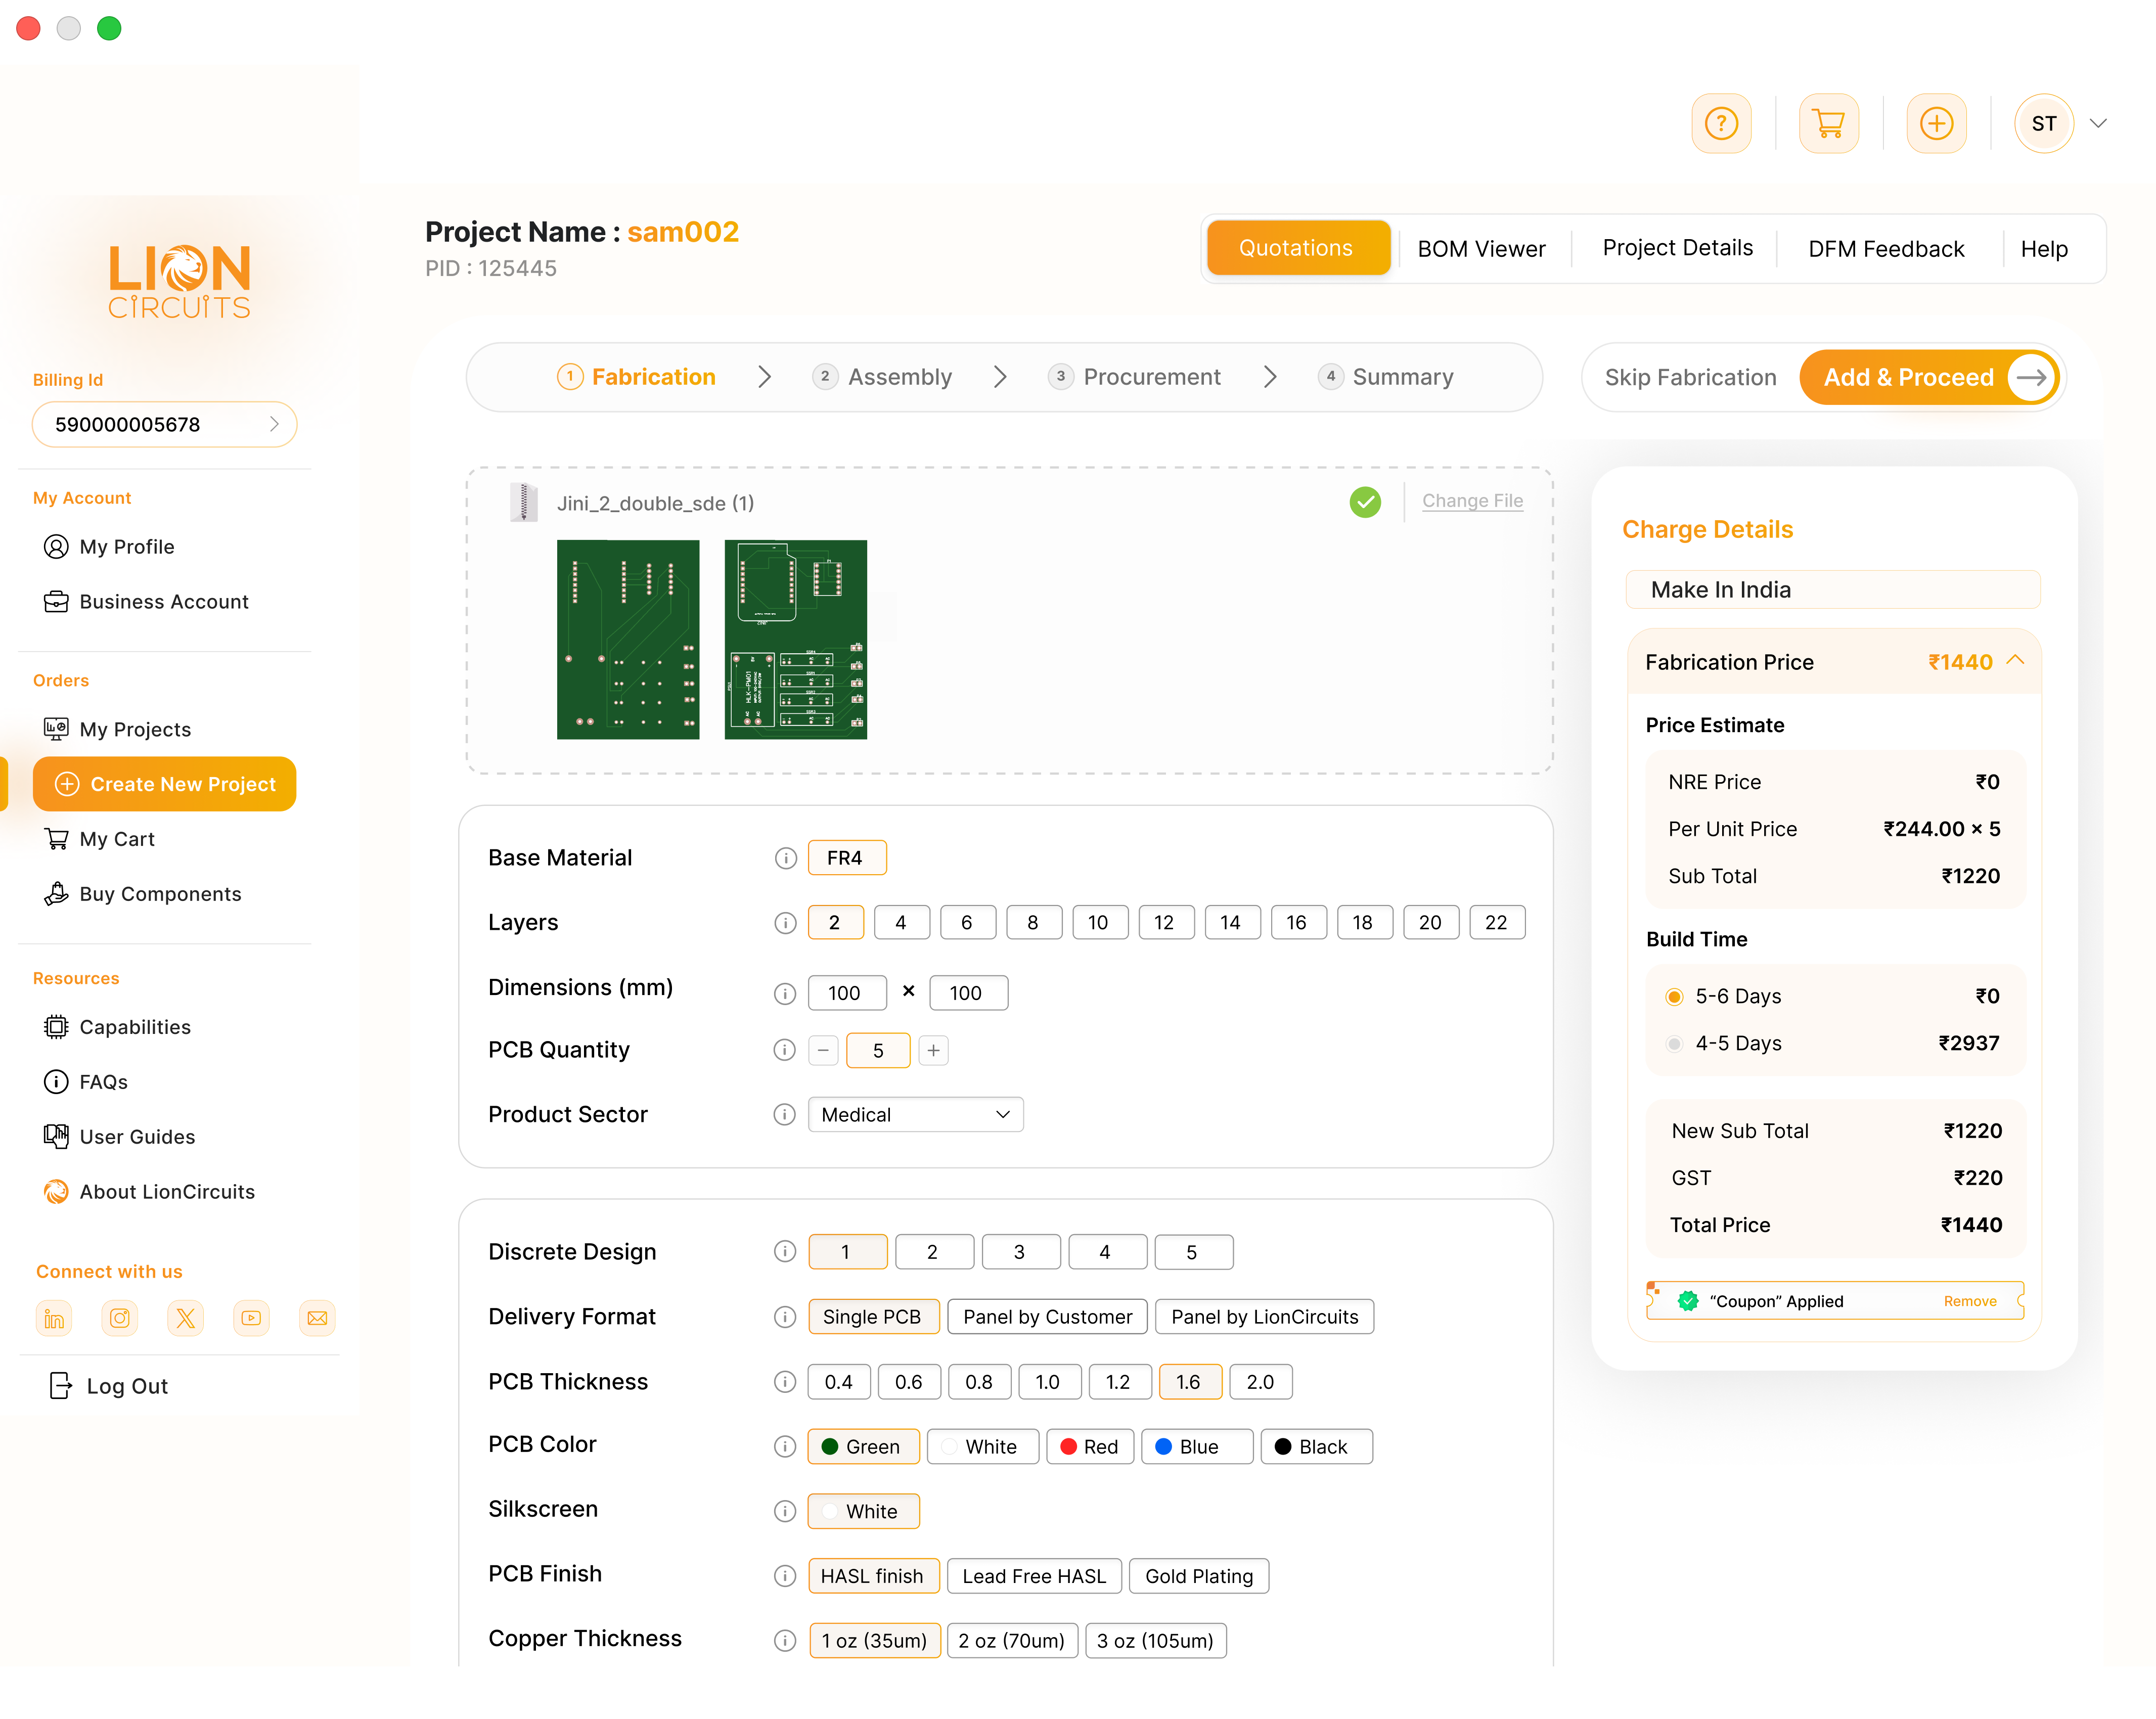 ST
LION
CIRCUITS
Billing Id
590000005678
My Account
My Profile
Business Account
Orders
My Projects
Create New Project
My Cart
Buy Components
Resources
Capabilities
FAQs
User Guides
About LionCircuits
Connect with us
Log Out
Project Name : sam002
PID : 125445
Quotations
BOM Viewer
Project Details
DFM Feedback
Help
1 Fabrication
2 Assembly
3 Procurement
4 Summary
Skip Fabrication
Add & Proceed
Jini_2_double_sde (1)
Change File
HLK-PM01
Base Material
FR4
Layers
2 4 6 8 10 12 14 16 18 20 22
Dimensions (mm)
100 × 100
PCB Quantity
− 5 +
Product Sector
Medical
Discrete Design
1 2 3 4 5
Delivery Format
Single PCB Panel by Customer Panel by LionCircuits
PCB Thickness
0.4 0.6 0.8 1.0 1.2 1.6 2.0
PCB Color
Green White Red Blue Black
Silkscreen
White
PCB Finish
HASL finish Lead Free HASL Gold Plating
Copper Thickness
1 oz (35um) 2 oz (70um) 3 oz (105um)
Charge Details
Make In India
Fabrication Price ₹1440
Price Estimate
NRE Price ₹0
Per Unit Price ₹244.00 × 5
Sub Total ₹1220
Build Time
5-6 Days ₹0
4-5 Days ₹2937
New Sub Total ₹1220
GST ₹220
Total Price ₹1440
“Coupon” Applied Remove